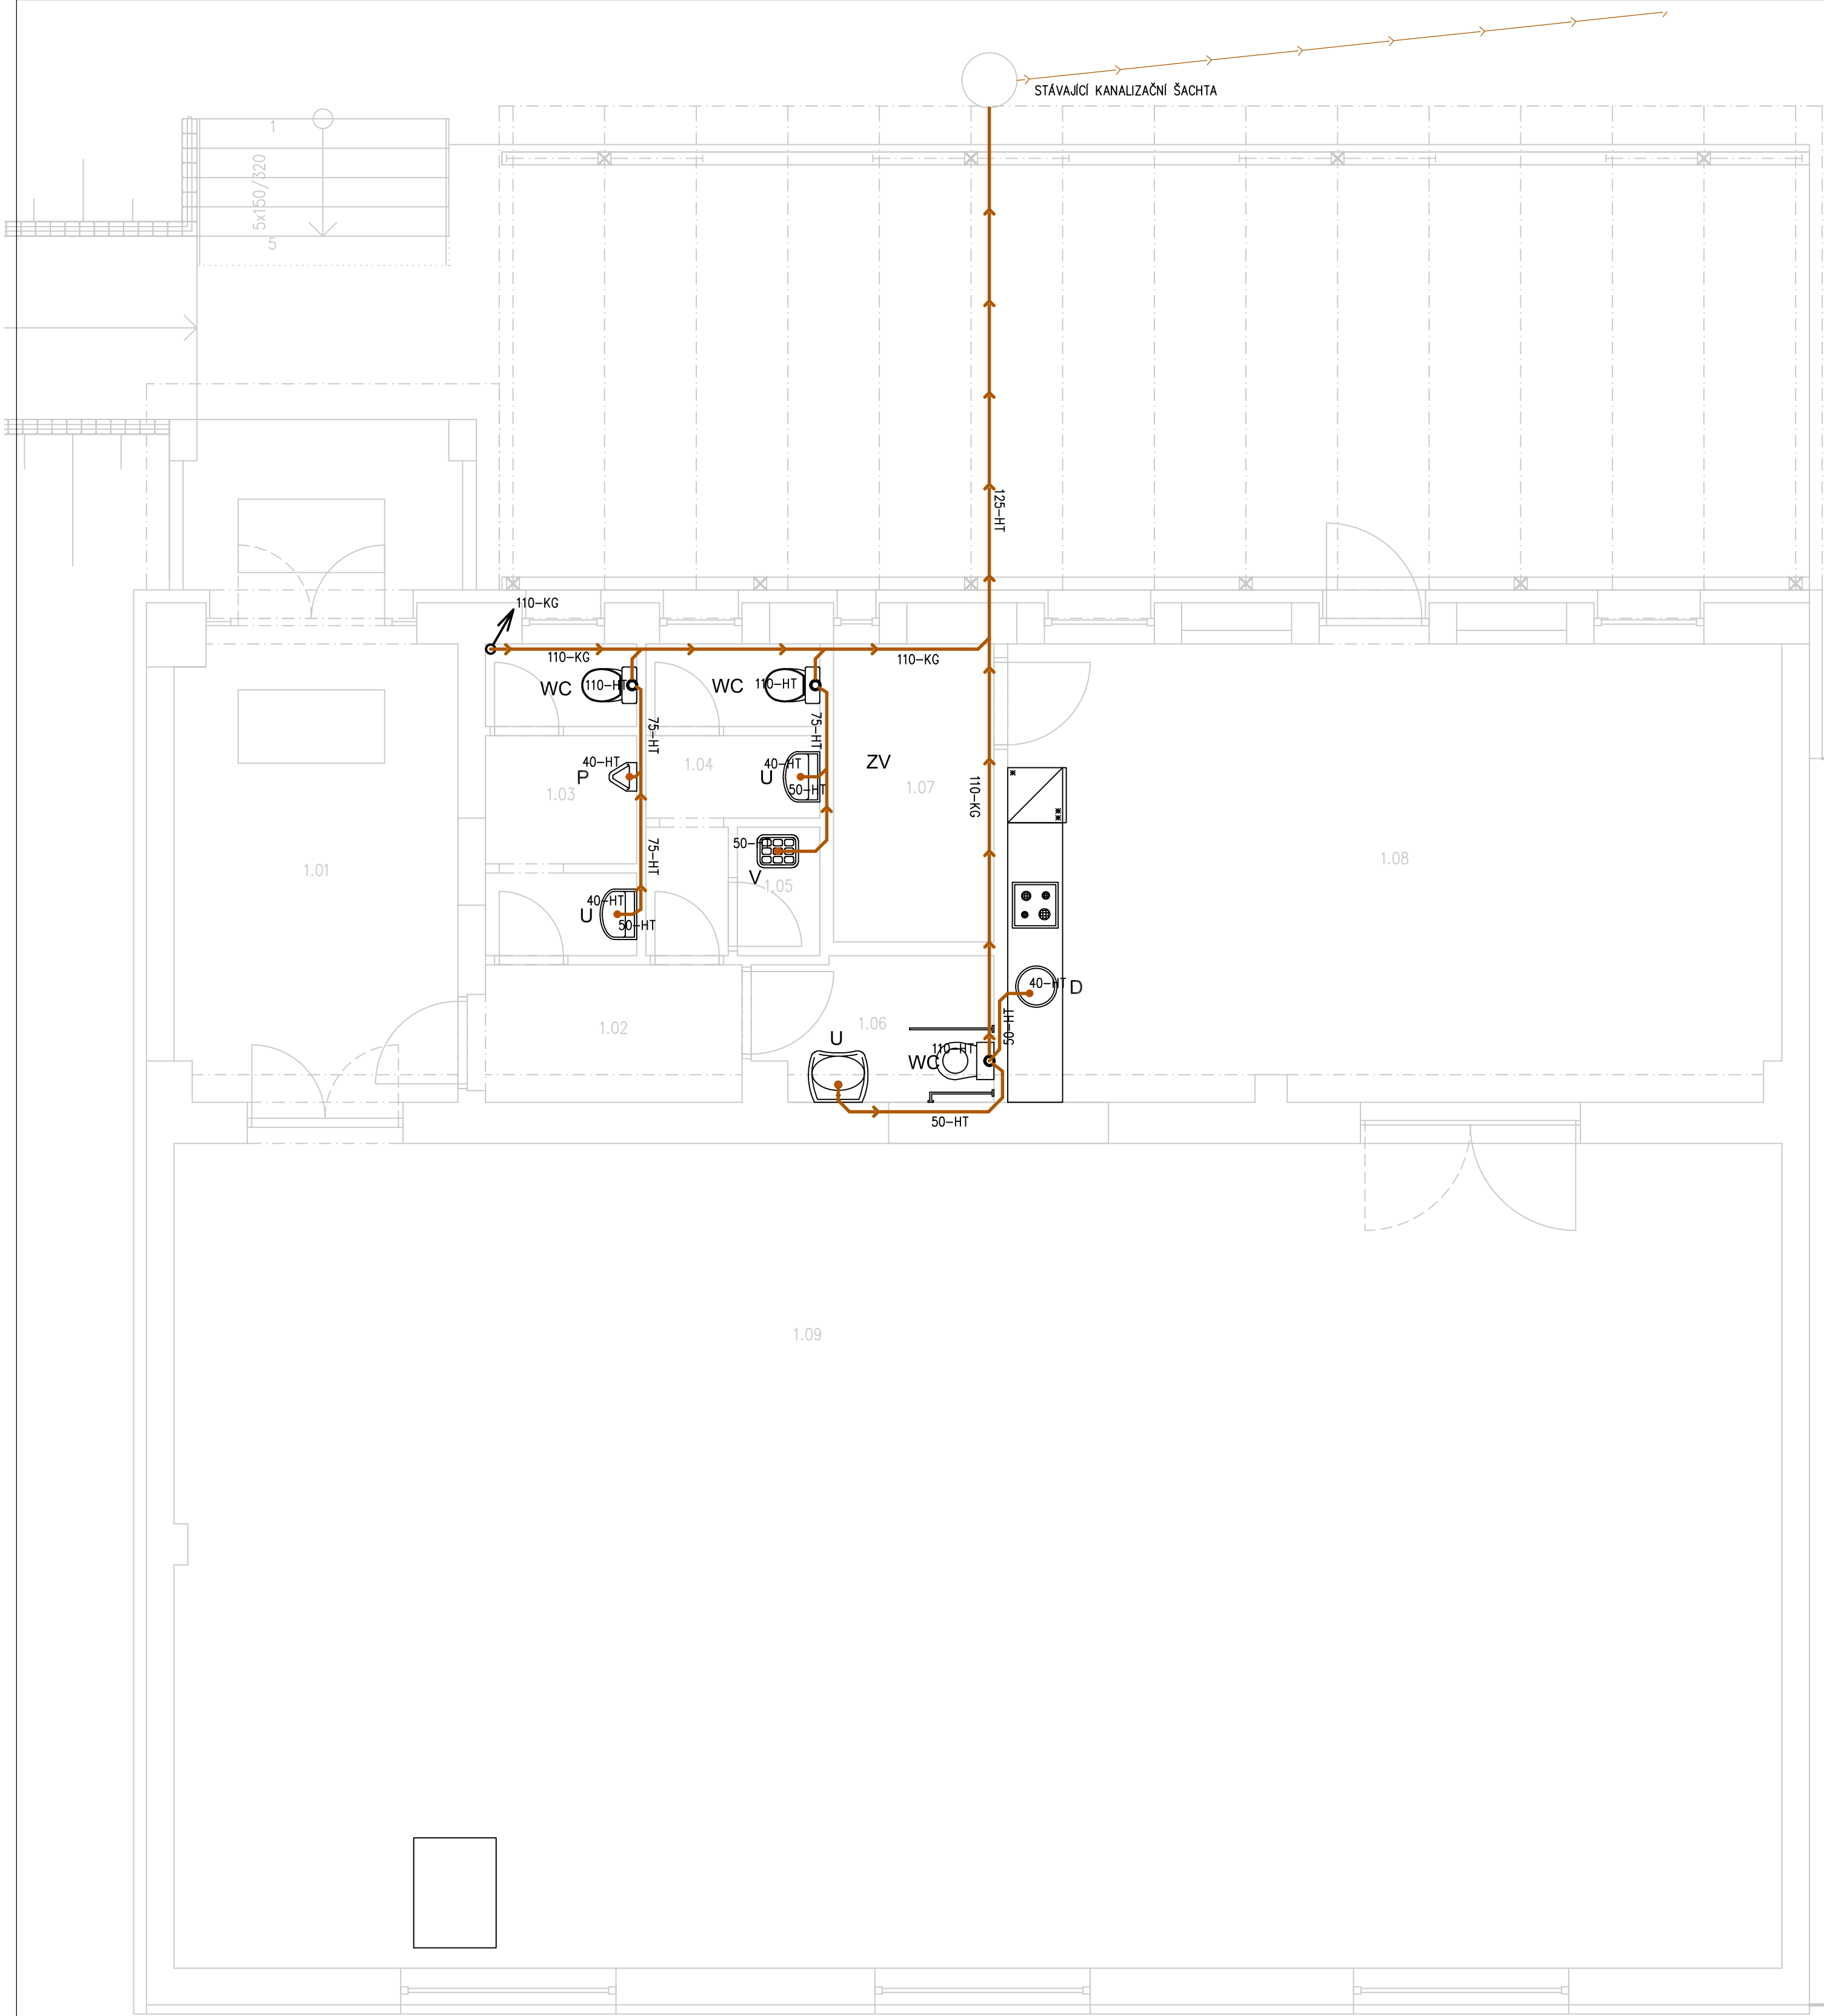 STÁVAJÍCÍ KANALIZAČNÍ ŠACHTA
1
5x150/320
5
125-HT
110-KG
110-KG
110-KG
WC
110-HT
WC
110-HT
75-HT
75-HT
40-HT
P
1.03
1.04
40-HT
U
50-HT
ZV
1.07
110-KG
50-HT
V
1.05
75-HT
1.01
1.08
40-HT
U
50-HT
40-HT
D
1.02
1.06
50-HT
U
110-HT
WC
50-HT
1.09